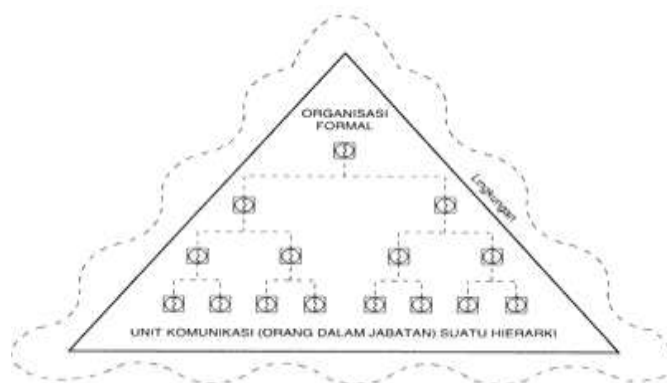 ORGANISASI
FORMAL
Lingkungan
UNIT KOMUNIKASI (ORANG DALAM JABATAN) SUATU HIERARKI